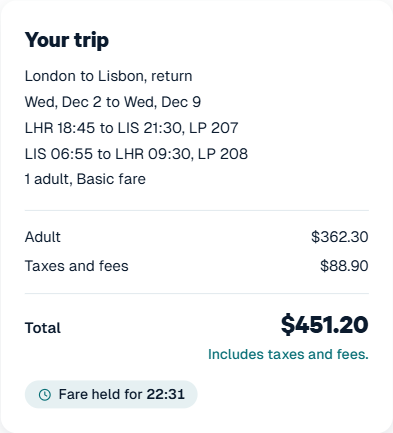 Your trip
London to Lisbon, return
Wed, Dec 2 to Wed, Dec 9
LHR 18:45 to LIS 21:30, LP 207
LIS 06:55 to LHR 09:30, LP 208
1 adult, Basic fare
Adult $362.30
Taxes and fees $88.90
Total $451.20
Includes taxes and fees.
Fare held for 22:31